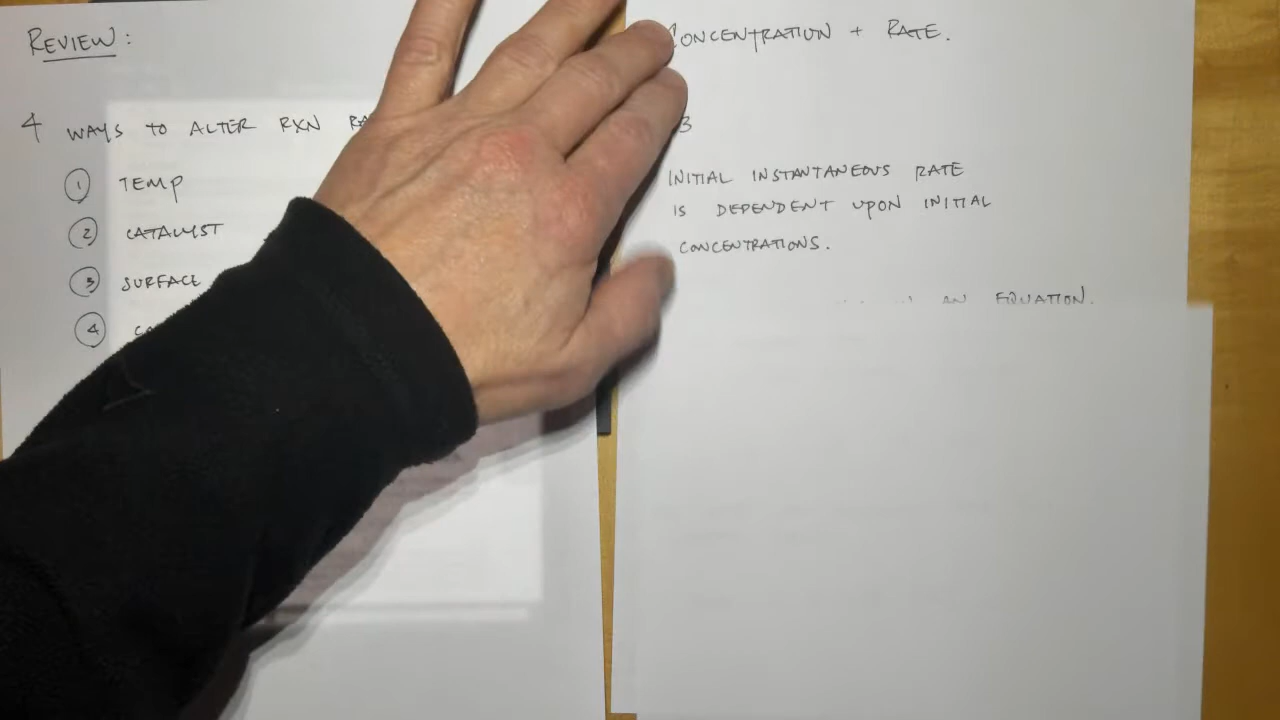 REVIEW:
4 WAYS TO ALTER RXN
① TEMP
② CATALYST
③ SURFACE
④
CONCENTRATION + RATE.
3
INITIAL INSTANTANEOUS RATE
IS DEPENDENT UPON INITIAL
CONCENTRATIONS.
AN EQUATION.